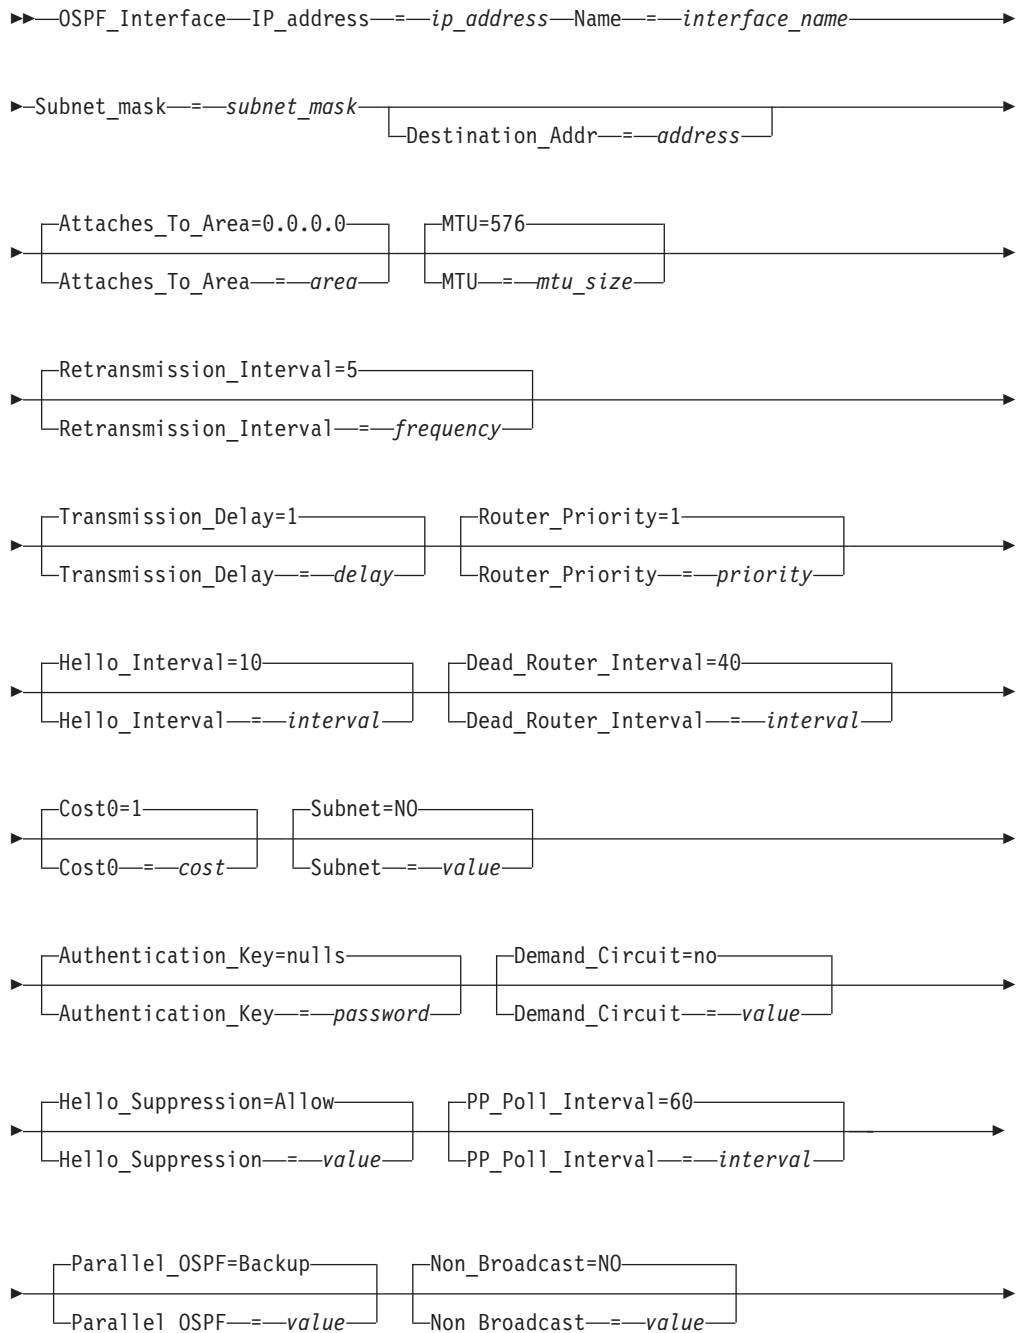 OSPF_Interface IP_address = ip_address Name = interface_name
Subnet_mask = subnet_mask
Destination_Addr = address
Attaches_To_Area=0.0.0.0 MTU=576
Attaches_To_Area = area MTU = mtu_size
Retransmission_Interval=5
Retransmission_Interval = frequency
Transmission_Delay=1 Router_Priority=1
Transmission_Delay = delay Router_Priority = priority
Hello_Interval=10 Dead_Router_Interval=40
Hello_Interval = interval Dead_Router_Interval = interval
Cost0=1 Subnet=NO
Cost0 = cost Subnet = value
Authentication_Key=nulls Demand_Circuit=no
Authentication_Key = password Demand_Circuit = value
Hello_Suppression=Allow PP_Poll_Interval=60
Hello_Suppression = value PP_Poll_Interval = interval
Parallel_OSPF=Backup Non_Broadcast=NO
Parallel OSPF = value Non Broadcast = value